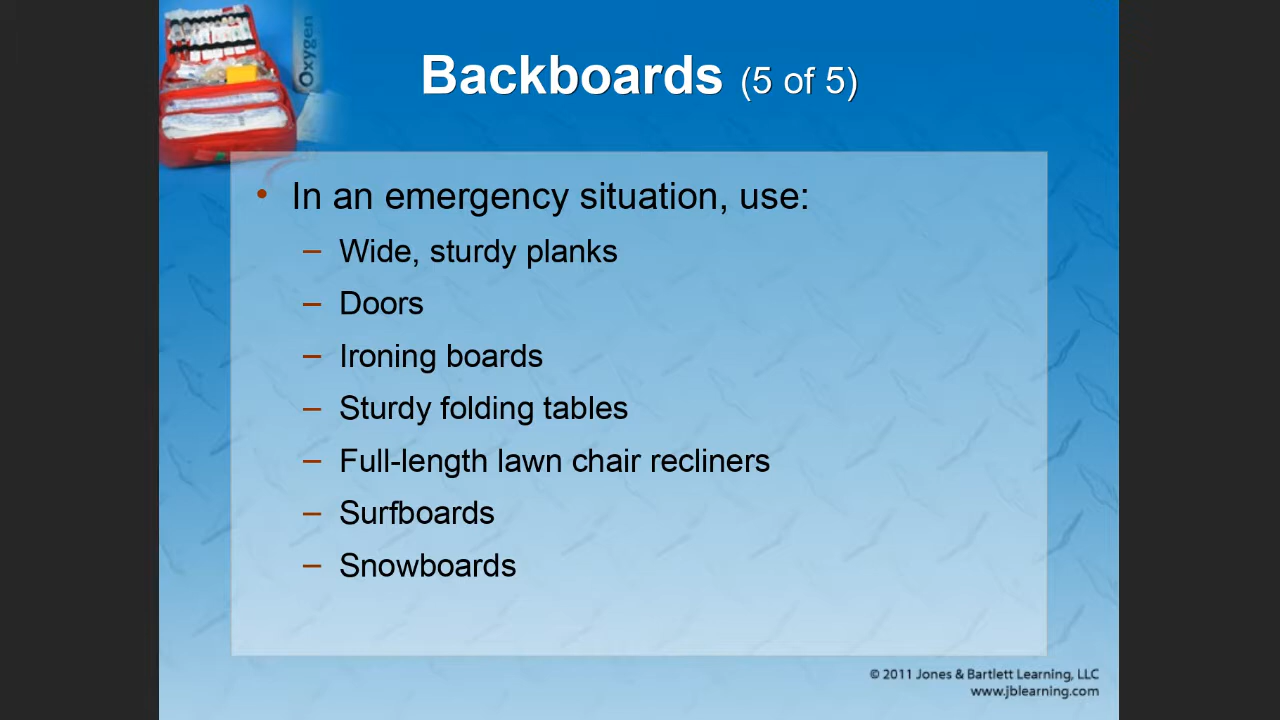 Oxygen
Backboards (5 of 5)
• In an emergency situation, use:
– Wide, sturdy planks
– Doors
– Ironing boards
– Sturdy folding tables
– Full-length lawn chair recliners
– Surfboards
– Snowboards
© 2011 Jones & Bartlett Learning, LLC
www.jblearning.com